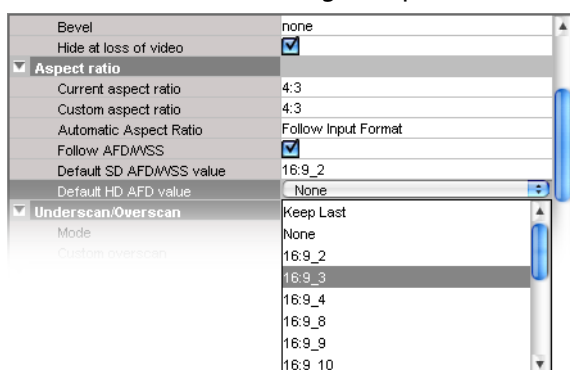 Bevel none
Hide at loss of video
Aspect ratio
Current aspect ratio 4:3
Custom aspect ratio 4:3
Automatic Aspect Ratio Follow Input Format
Follow AFD/WSS
Default SD AFD/WSS value 16:9_2
Default HD AFD value None
Underscan/Overscan Keep Last
Mode None
Custom overscan 16:9_2
16:9_3
16:9_4
16:9_8
16:9_9
16:9_10